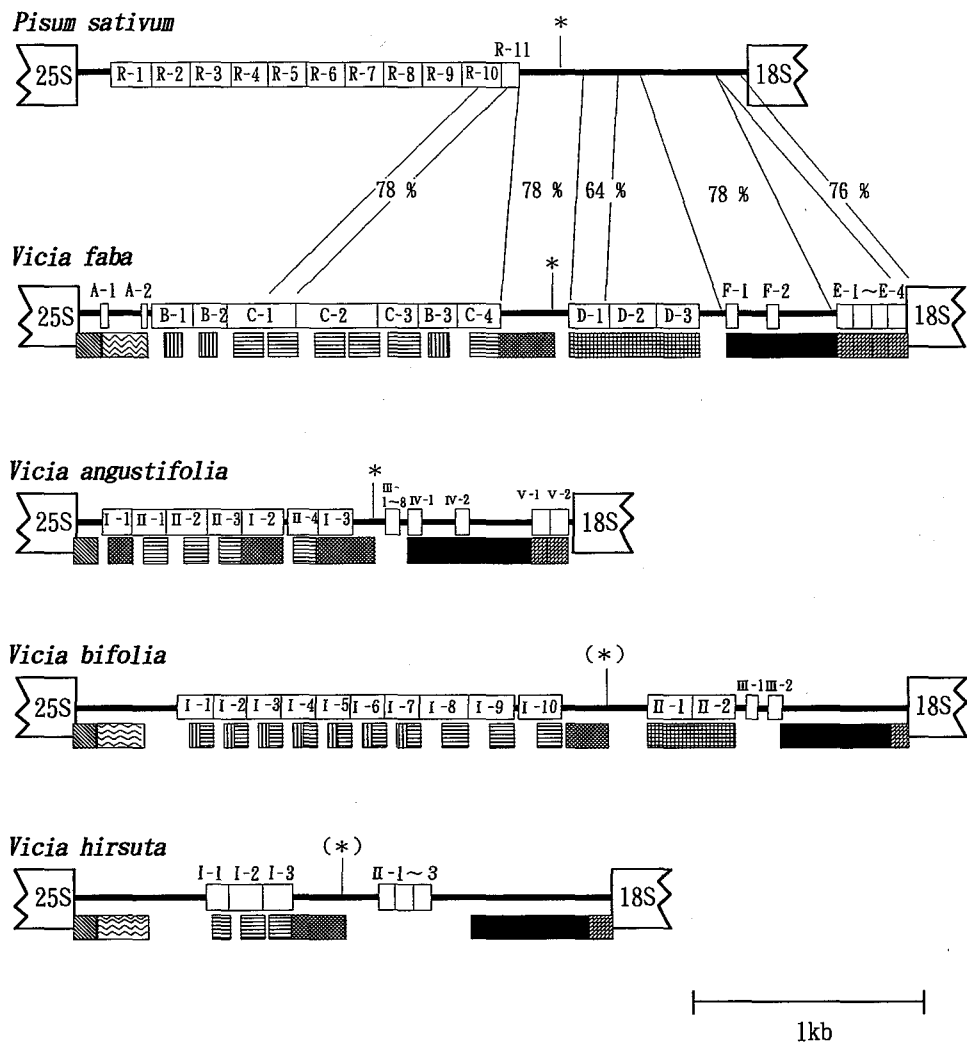 Pisum sativum
*
R-11
25S R-1 R-2 R-3 R-4 R-5 R-6 R-7 R-8 R-9 R-10 18S
78 % 78 % 64 % 78 % 76 %
Vicia faba
*
A-1 A-2 F-1 F-2 E-1~E-4
25S B-1 B-2 C-1 C-2 C-3 B-3 C-4 D-1 D-2 D-3 18S
Vicia angustifolia
*
III-1~8 IV-1 IV-2 V-1 V-2
25S I-1 II-1 II-2 II-3 I-2 II-4 I-3 18S
Vicia bifolia
(*)
III-1 III-2
25S I-1 I-2 I-3 I-4 I-5 I-6 I-7 I-8 I-9 I-10 II-1 II-2 18S
Vicia hirsuta
(*)
I-1 I-2 I-3 II-1~3
25S 18S
1kb